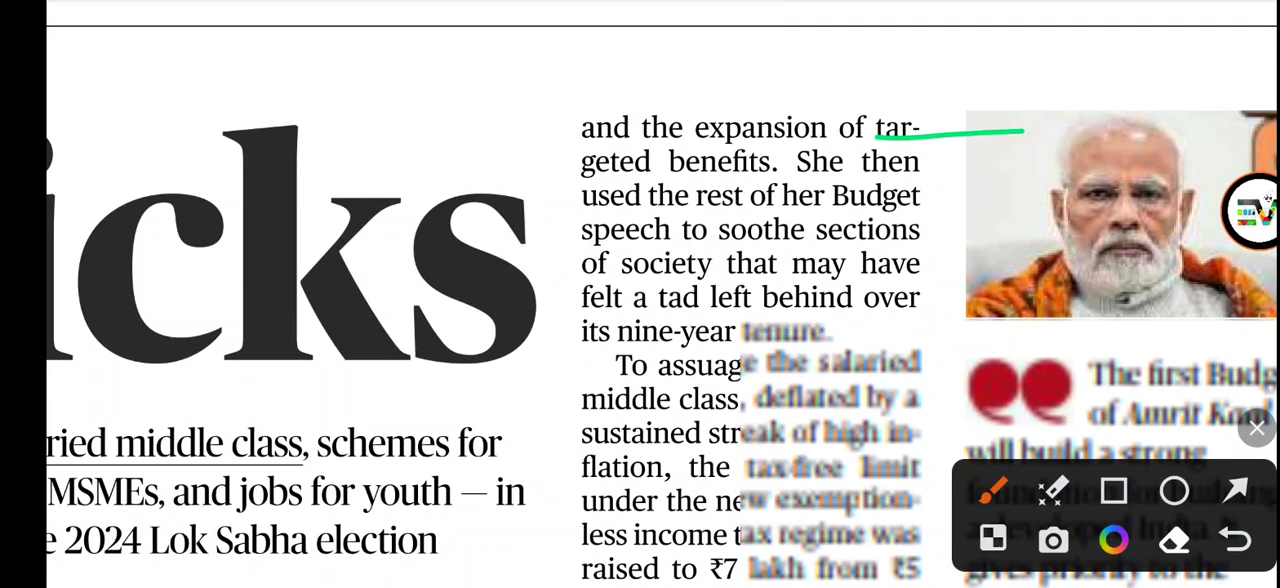 icks
ried middle class, schemes for
MSMEs, and jobs for youth — in
e 2024 Lok Sabha election
and the expansion of tar-
geted benefits. She then
used the rest of her Budget
speech to soothe sections
of society that may have
felt a tad left behind over
its nine-year tenure.
To assuage the salaried
middle class, deflated by a
sustained streak of high in-
flation, the tax-free limit
under the new exemption-
less income tax regime was
raised to ₹7 lakh from ₹5
EV
The first Budg
of Amrit Kaal
will build a strong